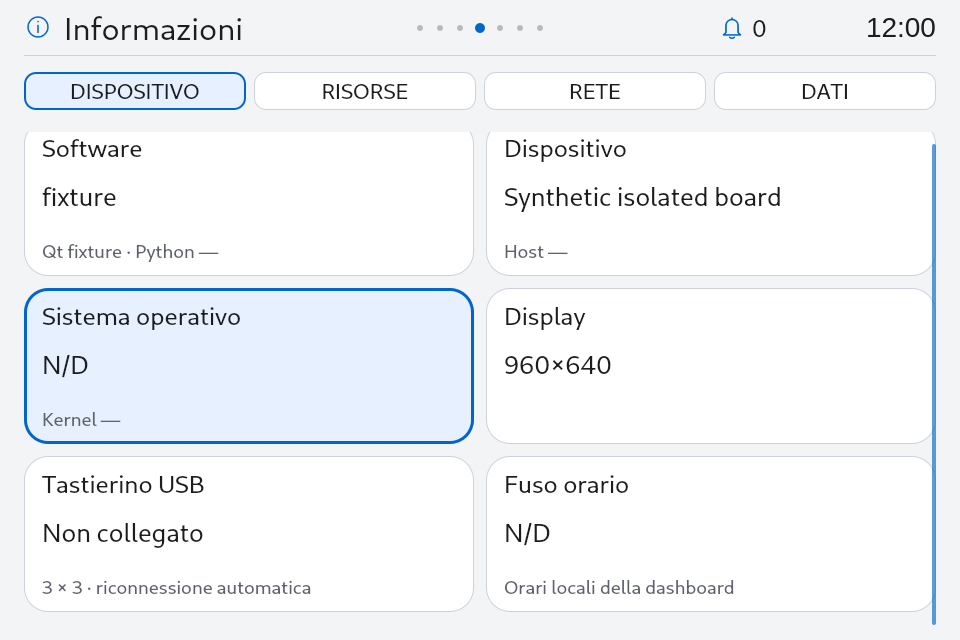 Informazioni
0
12:00
DISPOSITIVO
RISORSE
RETE
DATI
Software
fixture
Qt fixture · Python —
Dispositivo
Synthetic isolated board
Host —
Sistema operativo
N/D
Kernel —
Display
960×640
Tastierino USB
Non collegato
3 × 3 · riconnessione automatica
Fuso orario
N/D
Orari locali della dashboard